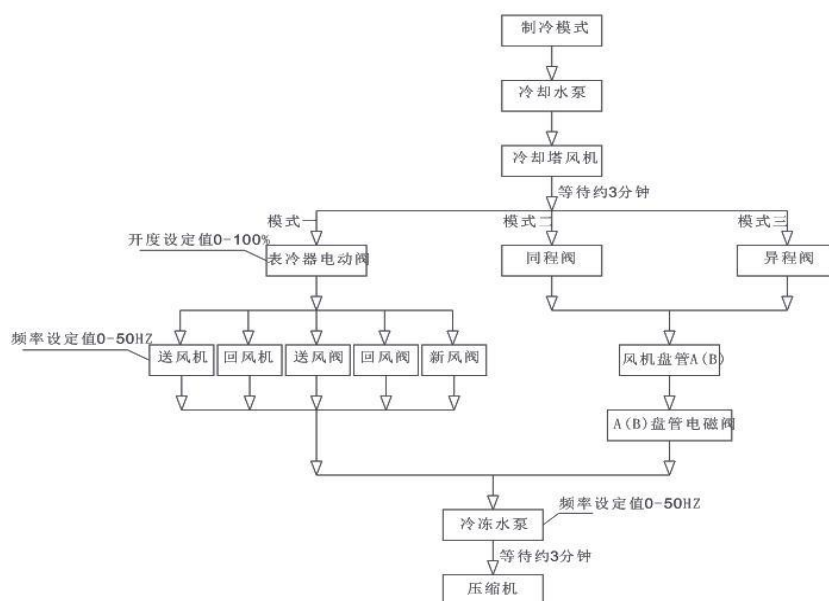 制冷模式
冷却水泵
冷却塔风机
等待约3分钟
模式一
模式二
模式三
开度设定值0-100%
表冷器电动阀
同程阀
异程阀
频率设定值0-50HZ
送风机
回风机
送风阀
回风阀
新风阀
风机盘管A(B)
A(B)盘管电磁阀
频率设定值0-50HZ
冷冻水泵
等待约3分钟
压缩机